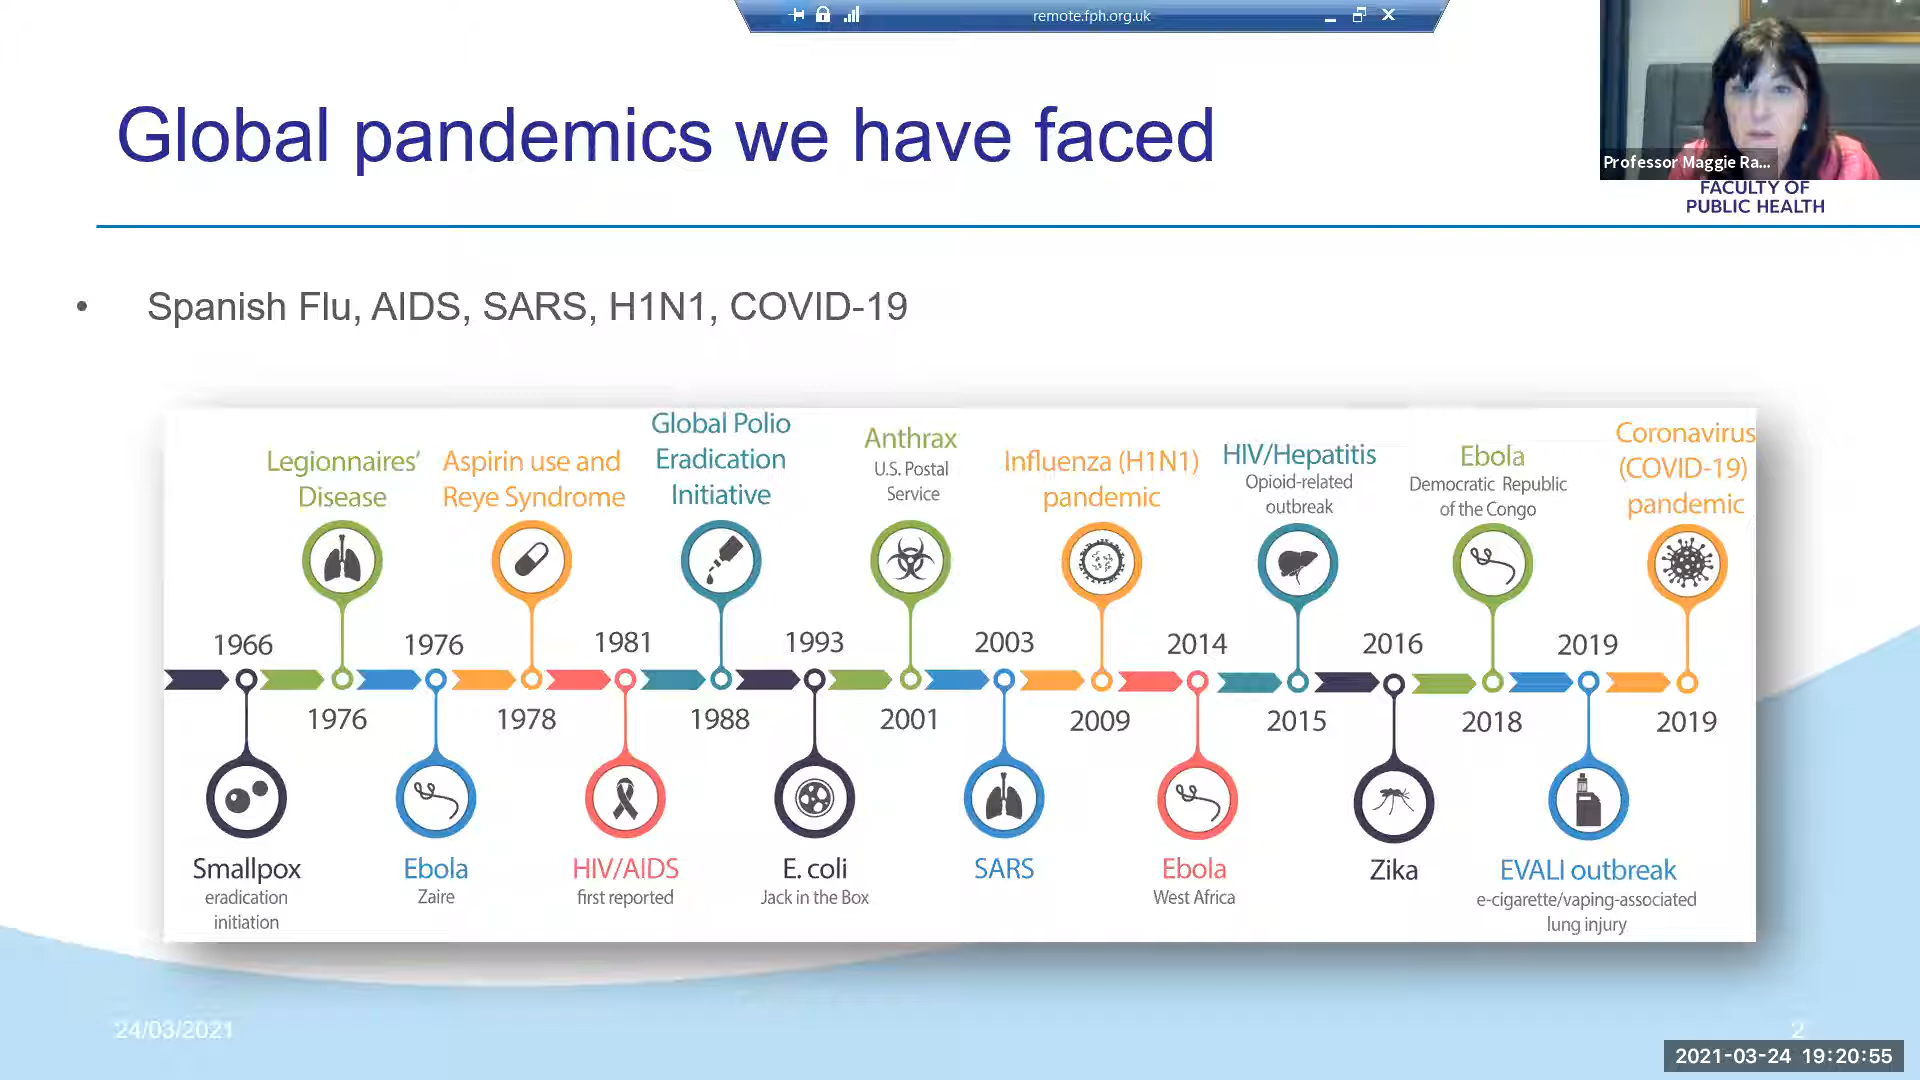 remote.fph.org.uk
Global pandemics we have faced
Professor Maggie Ra...
FACULTY OF
PUBLIC HEALTH
• Spanish Flu, AIDS, SARS, H1N1, COVID-19
Legionnaires'
Disease
Aspirin use and
Reye Syndrome
Global Polio
Eradication
Initiative
Anthrax
U.S. Postal
Service
Influenza (H1N1)
pandemic
HIV/Hepatitis
Opioid-related
outbreak
Ebola
Democratic Republic
of the Congo
Coronavirus
(COVID-19)
pandemic
1966
1976
1981
1993
2003
2014
2016
2019
1976
1978
1988
2001
2009
2015
2018
2019
Smallpox
eradication
initiation
Ebola
Zaire
HIV/AIDS
first reported
E. coli
Jack in the Box
SARS
Ebola
West Africa
Zika
EVALI outbreak
e-cigarette/vaping-associated
lung injury
24/03/2021
2
2021-03-24 19:20:55